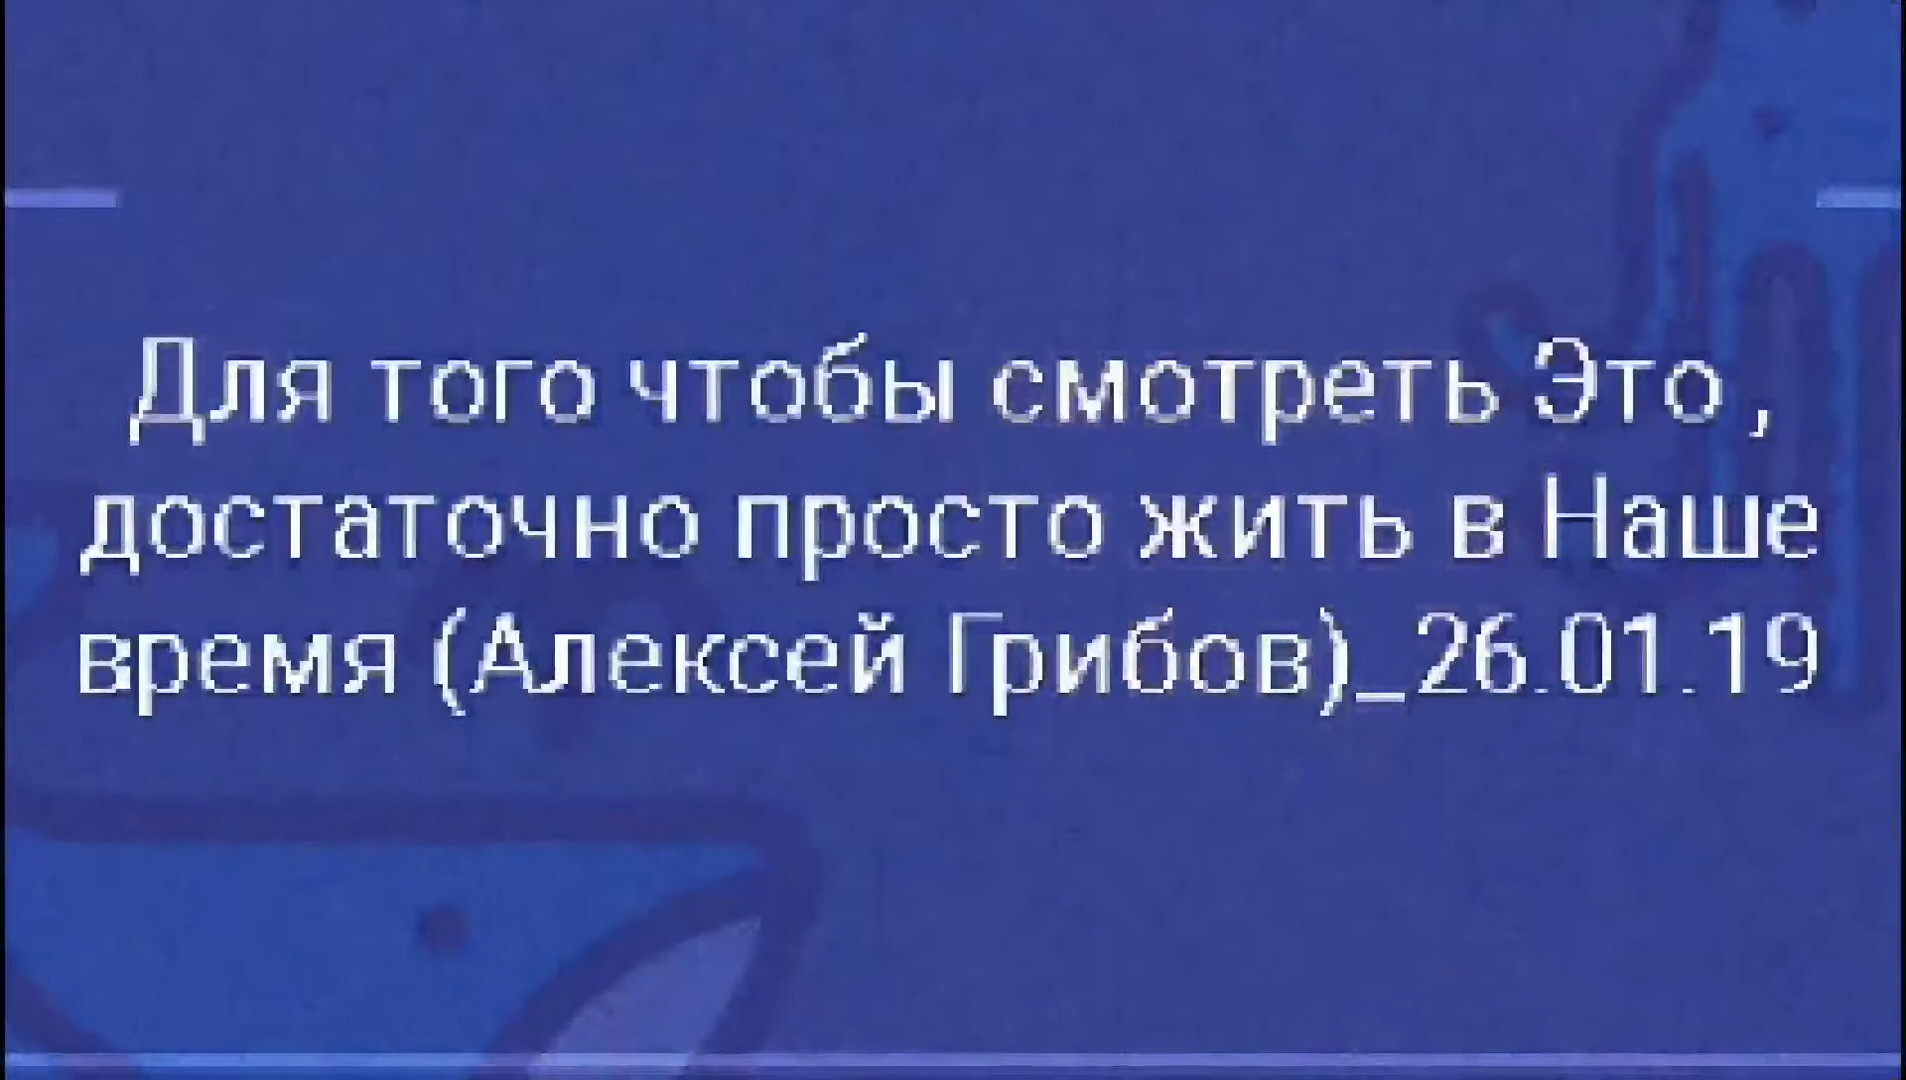 Для того чтобы смотреть Это ,
достаточно просто жить в Наше
время (Алексей Грибов)_26.01.19